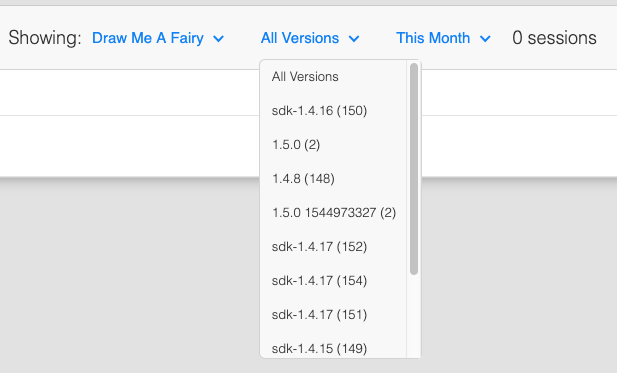 Showing: Draw Me A Fairy All Versions This Month 0 sessions
All Versions
sdk-1.4.16 (150)
1.5.0 (2)
1.4.8 (148)
1.5.0 1544973327 (2)
sdk-1.4.17 (152)
sdk-1.4.17 (154)
sdk-1.4.17 (151)
sdk-1.4.15 (149)